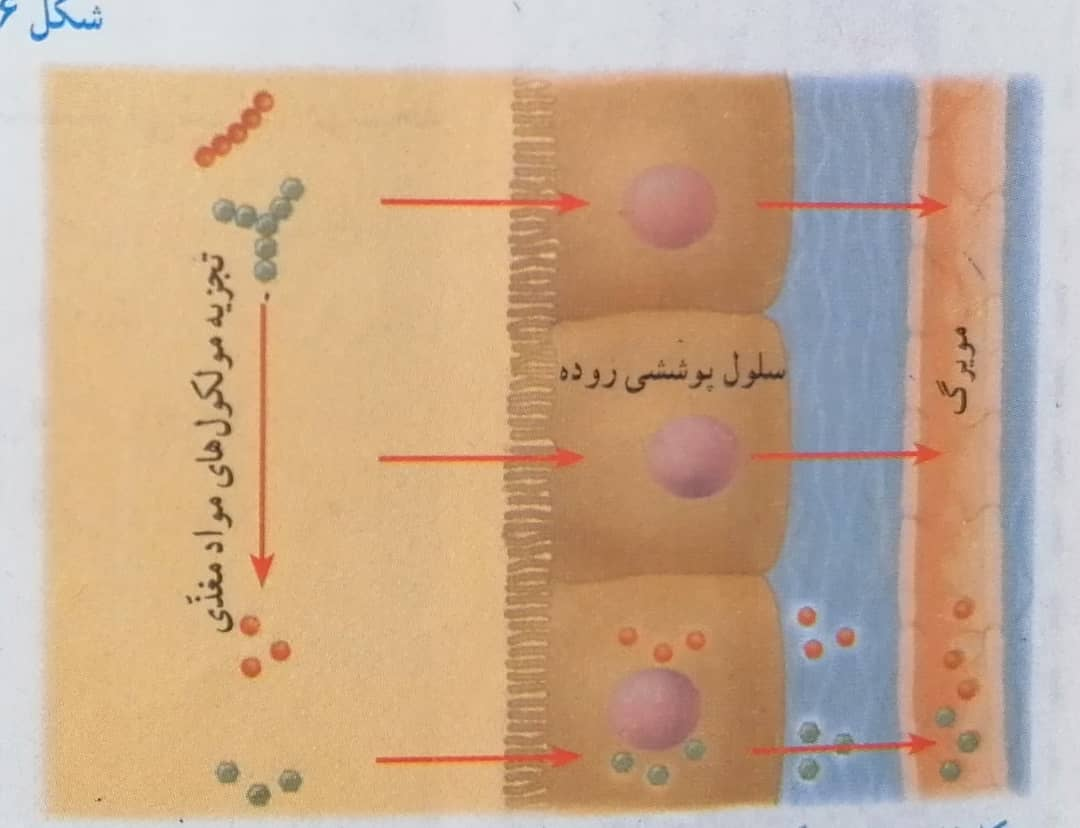 شکل ۶
تجزیه مولکول‌های مواد مغذّی
سلول پوششی روده
مویرگ